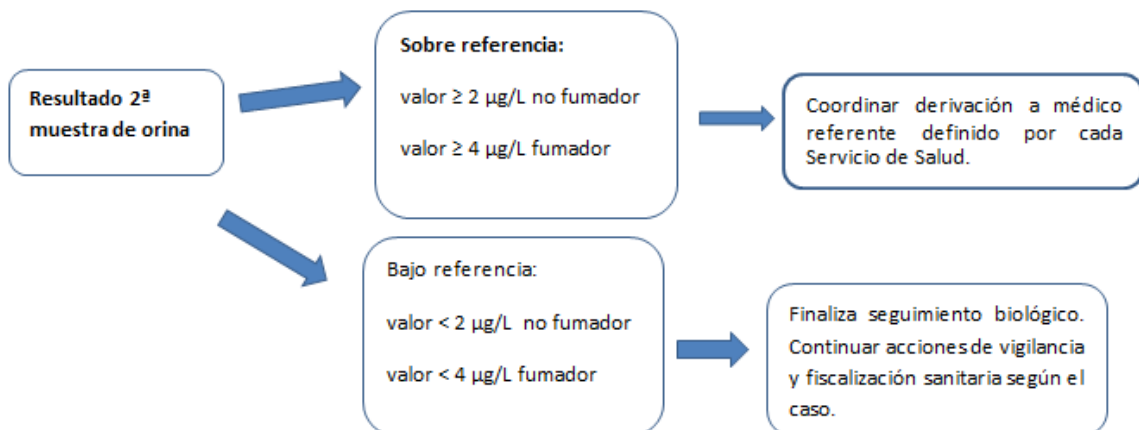 Resultado 2ª
muestra de orina
Sobre referencia:
valor ≥ 2 µg/L no fumador
valor ≥ 4 µg/L fumador
Coordinar derivación a médico
referente definido por cada
Servicio de Salud.
Bajo referencia:
valor < 2 µg/L no fumador
valor < 4 µg/L fumador
Finaliza seguimiento biológico.
Continuar acciones de vigilancia
y fiscalización sanitaria según el
caso.